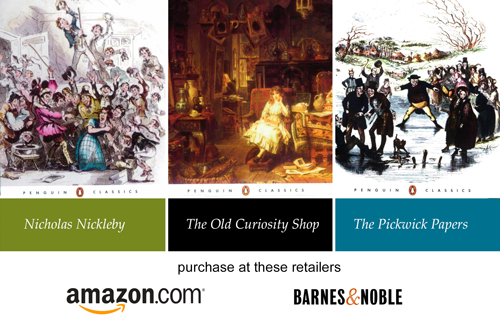 PENGUIN CLASSICS
PENGUIN CLASSICS
PENGUIN CLASSICS
Nicholas Nickleby
The Old Curiosity Shop
The Pickwick Papers
purchase at these retailers
amazon.com
BARNES&NOBLE